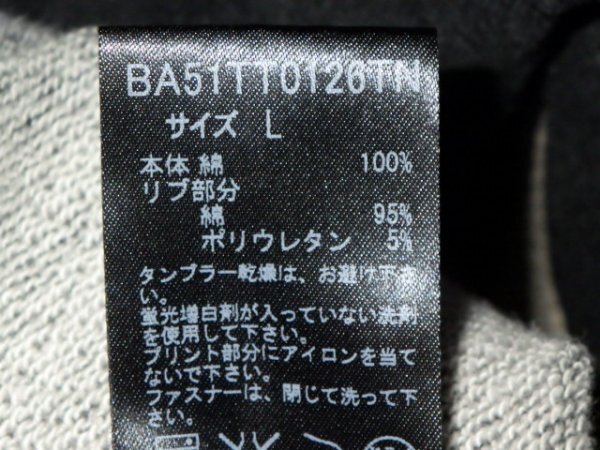 BA51TT0126TN
サイズ L
本体 綿 100%
リブ部分
綿 95%
ポリウレタン 5%
タンブラー乾燥は、お避け下さ
い。
蛍光増白剤が入っていない洗剤
を使用して下さい。
プリント部分にアイロンを当て
ないで下さい。
ファスナーは、閉じて洗って下
さい。